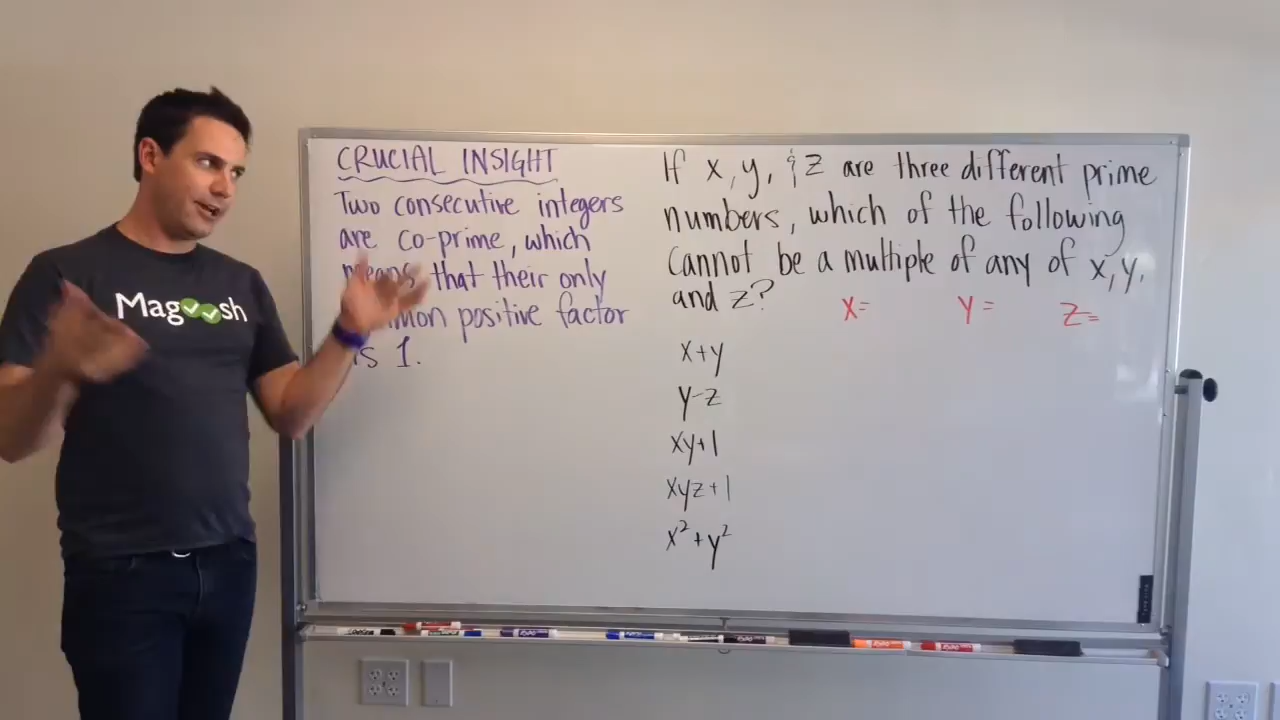 Magoosh
CRUCIAL INSIGHT
Two consecutive integers
are co-prime, which
means that their only
positive factor
is 1.
If x, y, & z are three different prime
numbers, which of the following
cannot be a multiple of any of x, y,
and z?
x= y= z=
x+y
y-z
xy+1
xyz+1
x²+y²